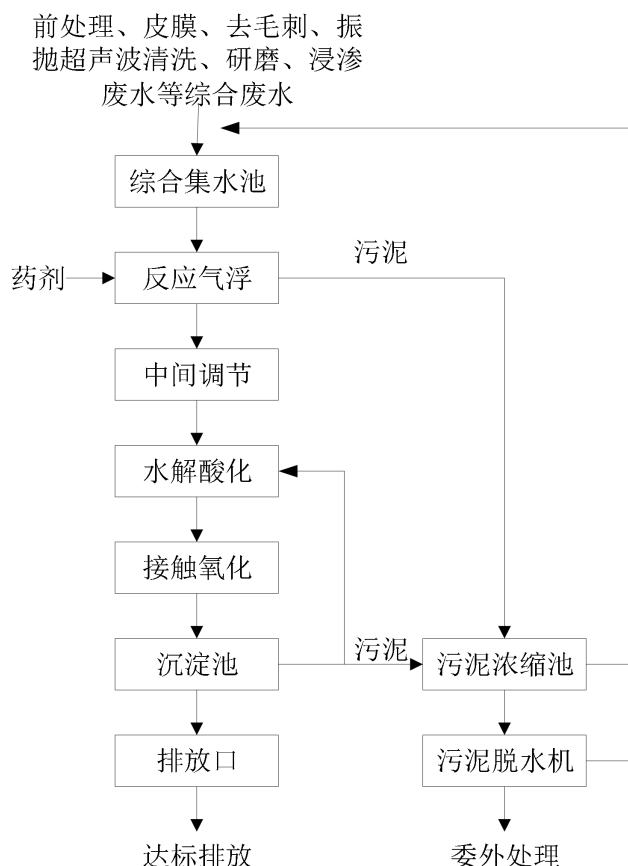 前处理、皮膜、去毛刺、振
抛超声波清洗、研磨、浸渗
废水等综合废水
综合集水池
污泥
药剂
反应气浮
中间调节
水解酸化
接触氧化
沉淀池
污泥
污泥浓缩池
排放口
污泥脱水机
达标排放
委外处理